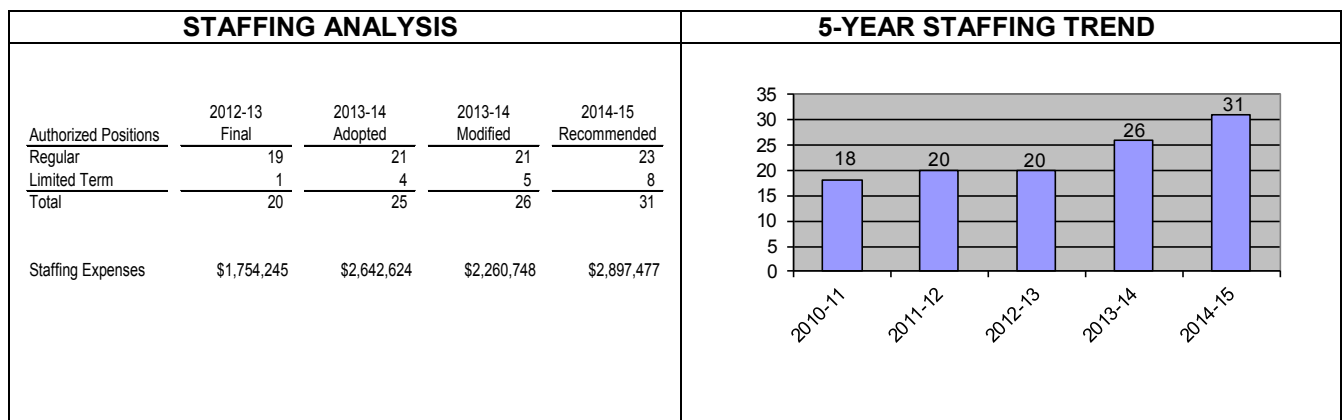 STAFFING ANALYSIS
2012-13 2013-14 2013-14 2014-15
Authorized Positions Final Adopted Modified Recommended
Regular 19 21 21 23
Limited Term 1 4 5 8
Total 20 25 26 31
Staffing Expenses $1,754,245 $2,642,624 $2,260,748 $2,897,477
5-YEAR STAFFING TREND
35
30
25
20
15
10
5
0
18 20 20 26 31
2010-11 2011-12 2012-13 2013-14 2014-15